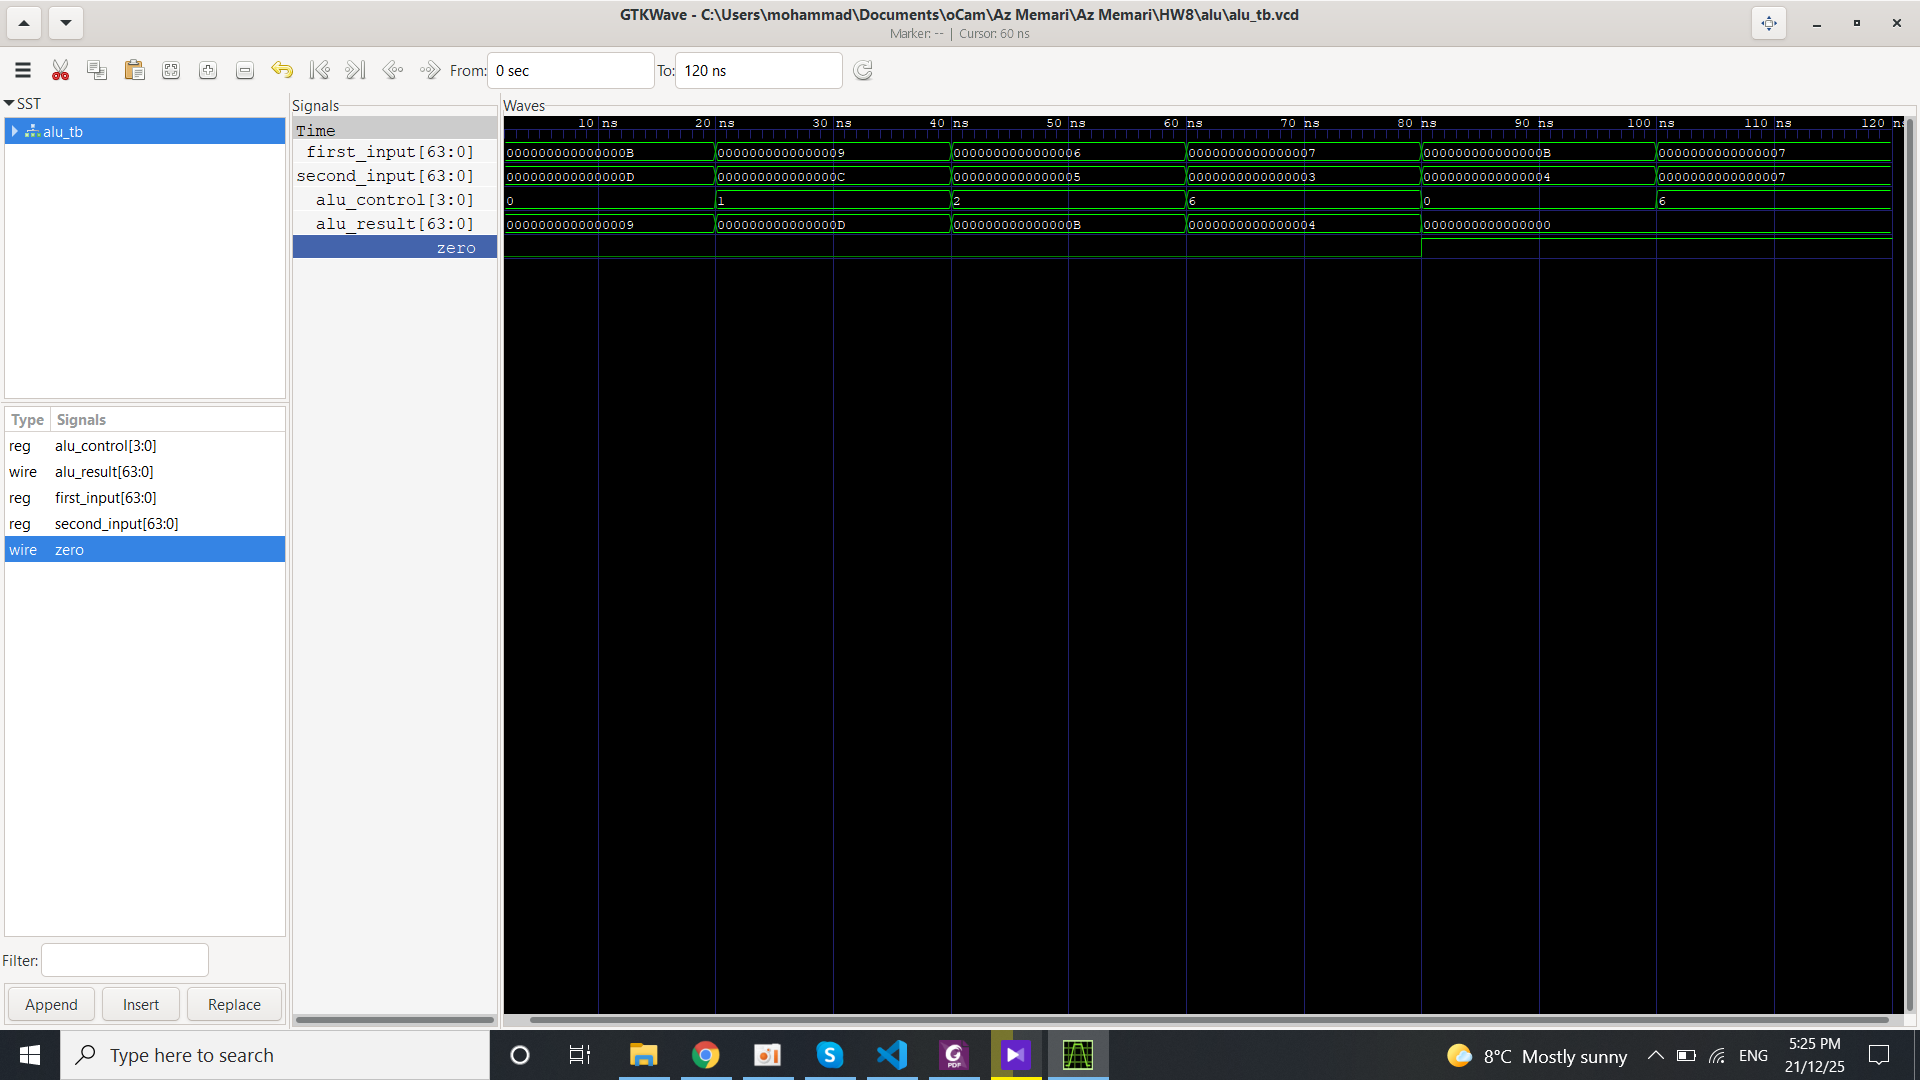 GTKWave - C:\Users\mohammad\Documents\oCam\Az Memari\Az Memari\HW8\alu\alu_tb.vcd
Marker: -- | Cursor: 60 ns
From: 0 sec To: 120 ns
SST
alu_tb
Type Signals
reg alu_control[3:0]
wire alu_result[63:0]
reg first_input[63:0]
reg second_input[63:0]
wire zero
Filter:
Append Insert Replace
Signals
Time
first_input[63:0]
second_input[63:0]
alu_control[3:0]
alu_result[63:0]
zero
Waves
10 ns 20 ns 30 ns 40 ns 50 ns 60 ns 70 ns 80 ns 90 ns 100 ns 110 ns 120 ns
000000000000000B 0000000000000009 0000000000000006 0000000000000007 000000000000000B 0000000000000007
000000000000000D 000000000000000C 0000000000000005 0000000000000003 0000000000000004 0000000000000007
0 1 2 6 0 6
0000000000000009 000000000000000D 000000000000000B 0000000000000004 0000000000000000
Type here to search
PDF
8°C Mostly sunny
ENG
5:25 PM
21/12/25